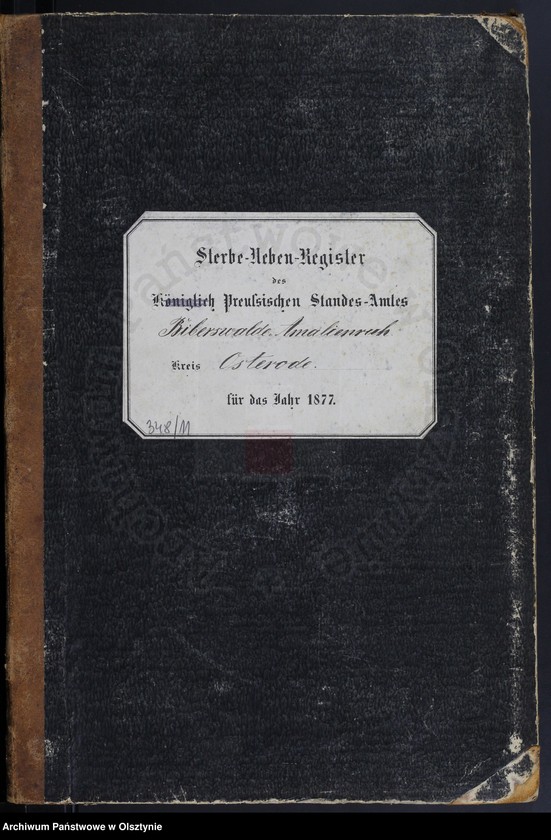 Sterbe-Neben-Register
des
Königlich Preußischen Standes-Amtes
Biberswalde Amalienruh
Kreis Osterode.
für das Jahr 1877.
348/11
Archiwum Państwowe w Olsztynie